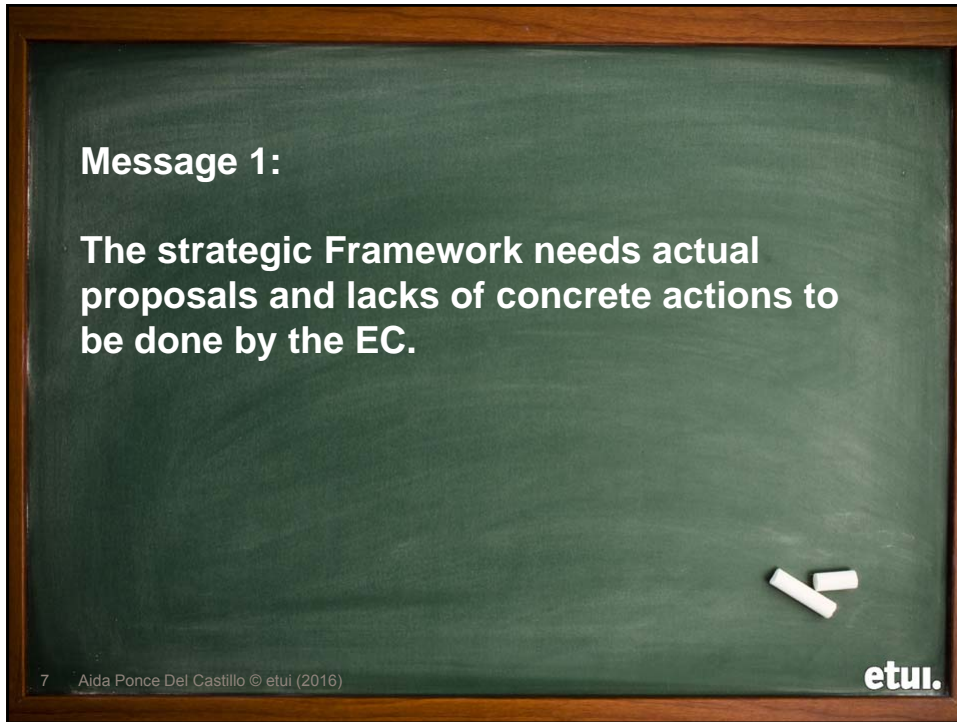 Message 1:
The strategic Framework needs actual
proposals and lacks of concrete actions to
be done by the EC.
7 Aida Ponce Del Castillo © etui (2016)
etui.